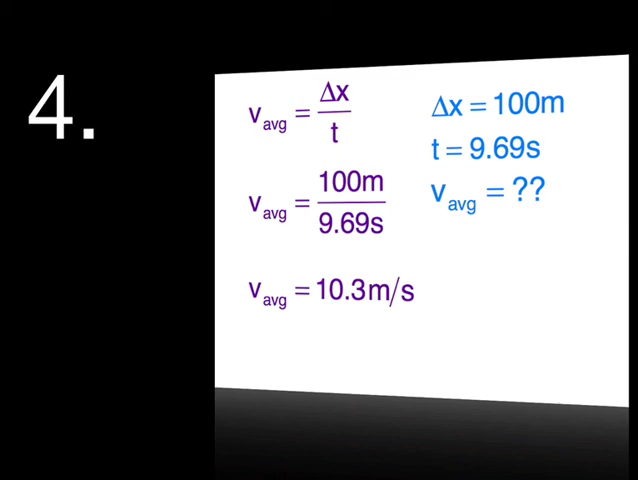 4.
v_avg = Δx / t
v_avg = 100m / 9.69s
v_avg = 10.3m/s
Δx = 100m
t = 9.69s
v_avg = ??